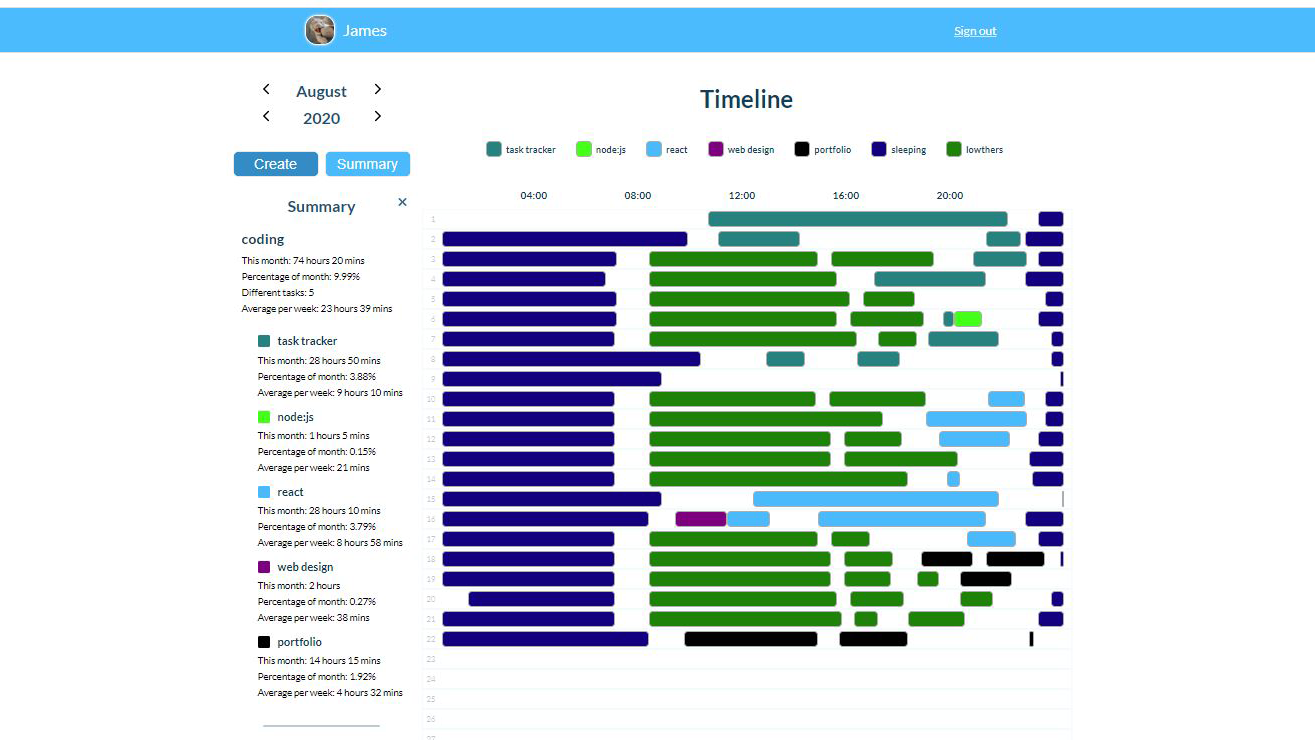 James
Sign out
August
2020
Create
Summary
Summary
coding
This month: 74 hours 20 mins
Percentage of month: 9.99%
Different tasks: 5
Average per week: 23 hours 39 mins
task tracker
This month: 28 hours 50 mins
Percentage of month: 3.88%
Average per week: 9 hours 10 mins
node:js
This month: 1 hours 5 mins
Percentage of month: 0.15%
Average per week: 21 mins
react
This month: 28 hours 10 mins
Percentage of month: 3.79%
Average per week: 8 hours 58 mins
web design
This month: 2 hours
Percentage of month: 0.27%
Average per week: 38 mins
portfolio
This month: 14 hours 15 mins
Percentage of month: 1.92%
Average per week: 4 hours 32 mins
Timeline
task tracker node:js react web design portfolio sleeping lowthers
04:00 08:00 12:00 16:00 20:00
1
2
3
4
5
6
7
8
9
10
11
12
13
14
15
16
17
18
19
20
21
22
23
24
25
26
27